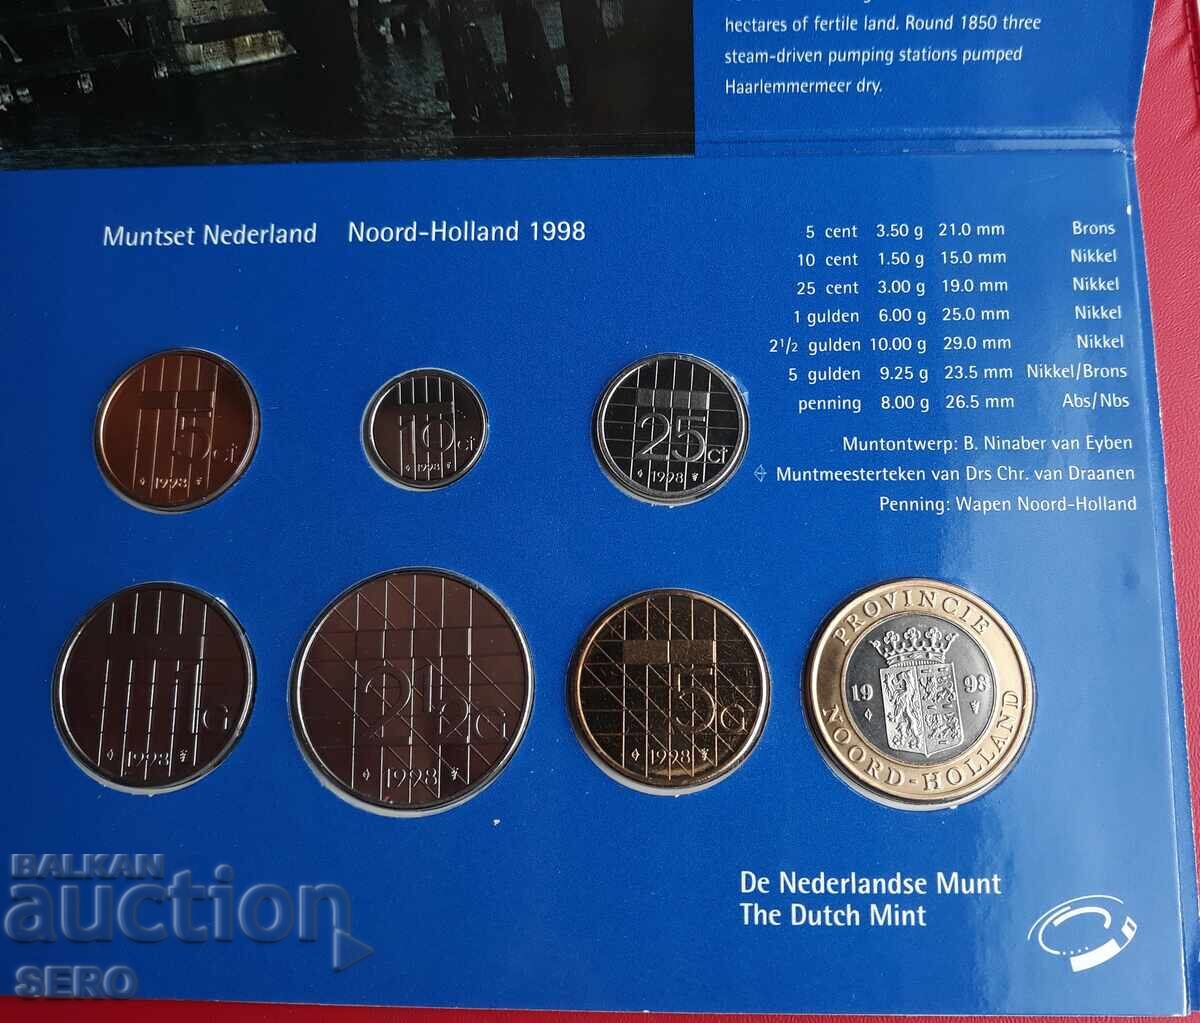 hectares of fertile land. Round 1850 three
steam-driven pumping stations pumped
Haarlemmermeer dry.
Muntset Nederland Noord-Holland 1998
5 cent 3.50 g 21.0 mm Brons
10 cent 1.50 g 15.0 mm Nikkel
25 cent 3.00 g 19.0 mm Nikkel
1 gulden 6.00 g 25.0 mm Nikkel
2 1/2 gulden 10.00 g 29.0 mm Nikkel
5 gulden 9.25 g 23.5 mm Nikkel/Brons
penning 8.00 g 26.5 mm Abs/Nbs
Muntontwerp: B. Ninaber van Eyben
Muntmeesterteken van Drs Chr. van Draanen
Penning: Wapen Noord-Holland
5 ct
1998
10 ct
1998
25 ct
1998
1 G
1998
2 1/2 G
1998
5 G
1998
PROVINCIE
19 98
NOORD-HOLLAND
De Nederlandse Munt
The Dutch Mint
BALKAN
auction
SERO